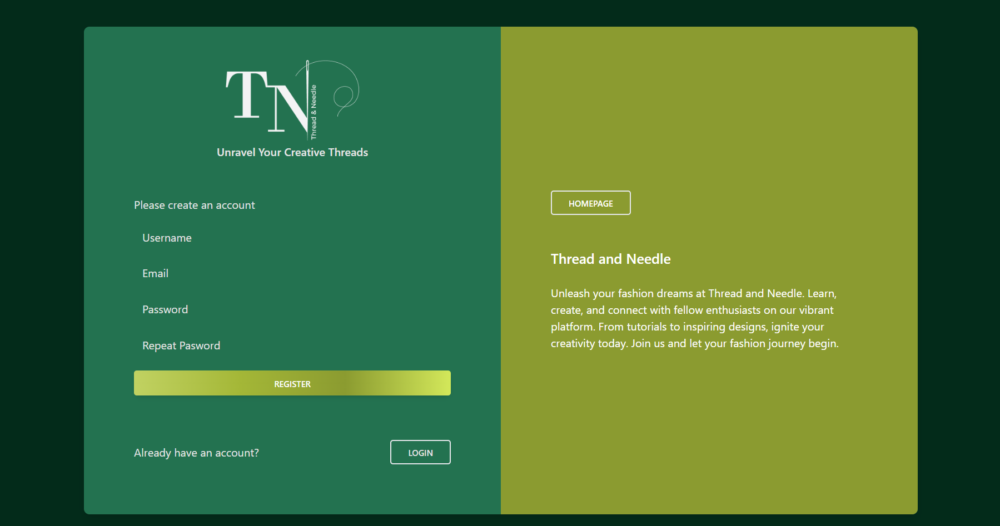 TN
Thread & Needle
Unravel Your Creative Threads
Please create an account
Username
Email
Password
Repeat Pasword
REGISTER
Already have an account?
LOGIN
HOMEPAGE
Thread and Needle
Unleash your fashion dreams at Thread and Needle. Learn,
create, and connect with fellow enthusiasts on our vibrant
platform. From tutorials to inspiring designs, ignite your
creativity today. Join us and let your fashion journey begin.